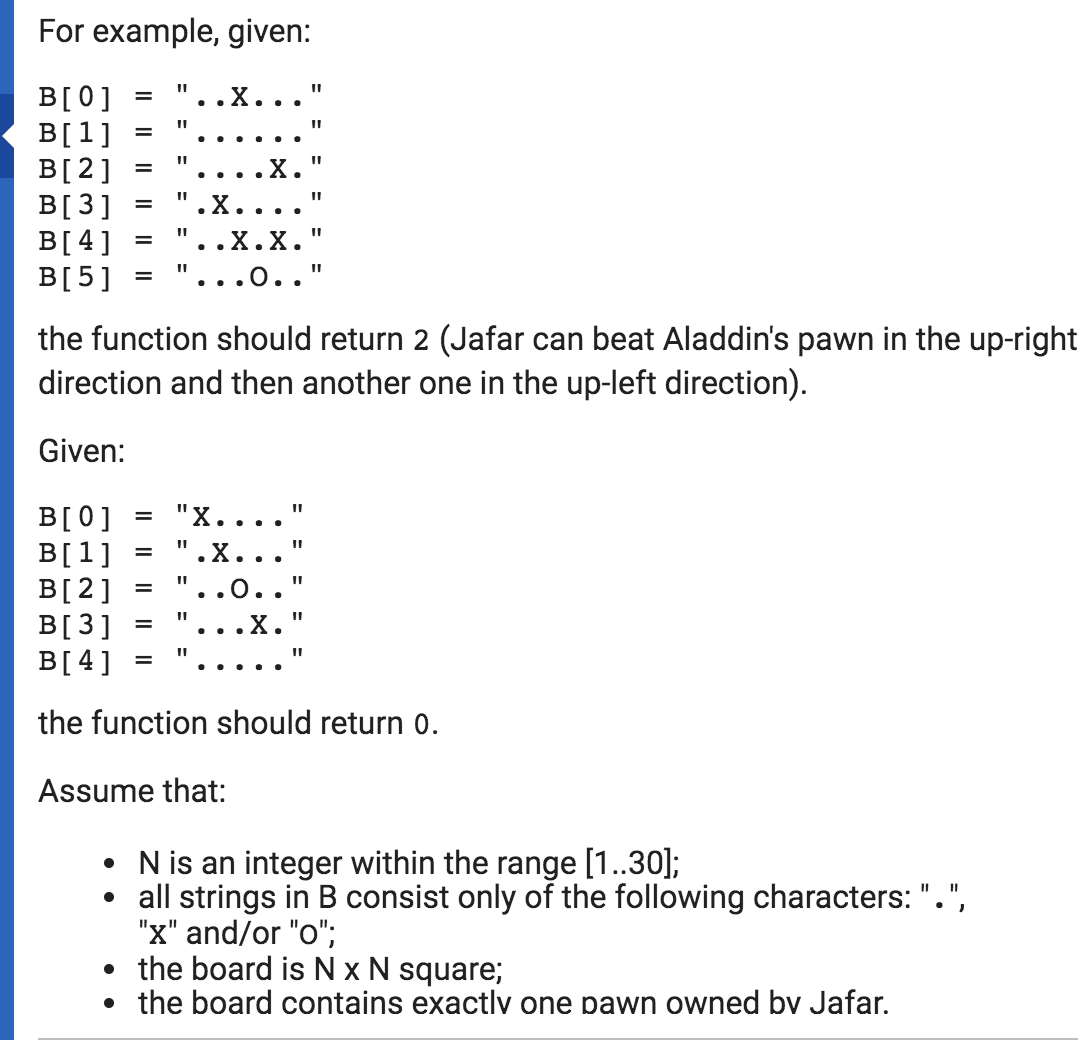 For example, given:
B[0] = "..X..."
B[1] = "......"
B[2] = "....X."
B[3] = ".X...."
B[4] = "..X.X."
B[5] = "...O.."
the function should return 2 (Jafar can beat Aladdin's pawn in the up-right
direction and then another one in the up-left direction).
Given:
B[0] = "X...."
B[1] = ".X..."
B[2] = "..O.."
B[3] = "...X."
B[4] = "....."
the function should return 0.
Assume that:
• N is an integer within the range [1..30];
• all strings in B consist only of the following characters: ".",
"X" and/or "O";
• the board is N x N square;
• the board contains exactly one pawn owned by Jafar.